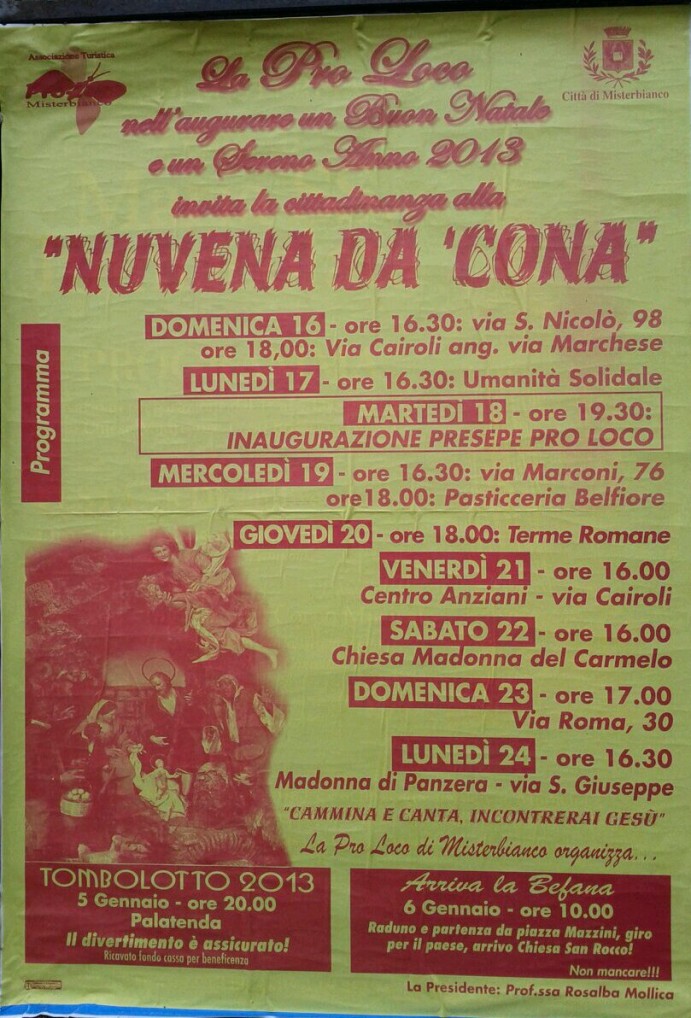 Associazione Turistica
Pro Loco
Misterbianco
Città di Misterbianco
La Pro Loco
nell'augurare un Buon Natale
e un Sereno Anno 2013
invita la cittadinanza alla
"NUVENA DA 'CONA"
Programma
DOMENICA 16 - ore 16.30: via S. Nicolò, 98
ore 18,00: Via Cairoli ang. via Marchese
LUNEDÌ 17 - ore 16.30: Umanità Solidale
MARTEDÌ 18 - ore 19.30:
INAUGURAZIONE PRESEPE PRO LOCO
MERCOLEDÌ 19 - ore 16.30: via Marconi, 76
ore18.00: Pasticceria Belfiore
GIOVEDÌ 20 - ore 18.00: Terme Romane
VENERDÌ 21 - ore 16.00
Centro Anziani - via Cairoli
SABATO 22 - ore 16.00
Chiesa Madonna del Carmelo
DOMENICA 23 - ore 17.00
Via Roma, 30
LUNEDÌ 24 - ore 16.30
Madonna di Panzera - via S. Giuseppe
"CAMMINA E CANTA, INCONTRERAI GESÙ"
La Pro Loco di Misterbianco organizza...
TOMBOLOTTO 2013
5 Gennaio - ore 20.00
Palatenda
Il divertimento è assicurato!
Ricavato fondo cassa per beneficenza
Arriva la Befana
6 Gennaio - ore 10.00
Raduno e partenza da piazza Mazzini, giro
per il paese, arrivo Chiesa San Rocco!
Non mancare!!!
La Presidente: Prof.ssa Rosalba Mollica